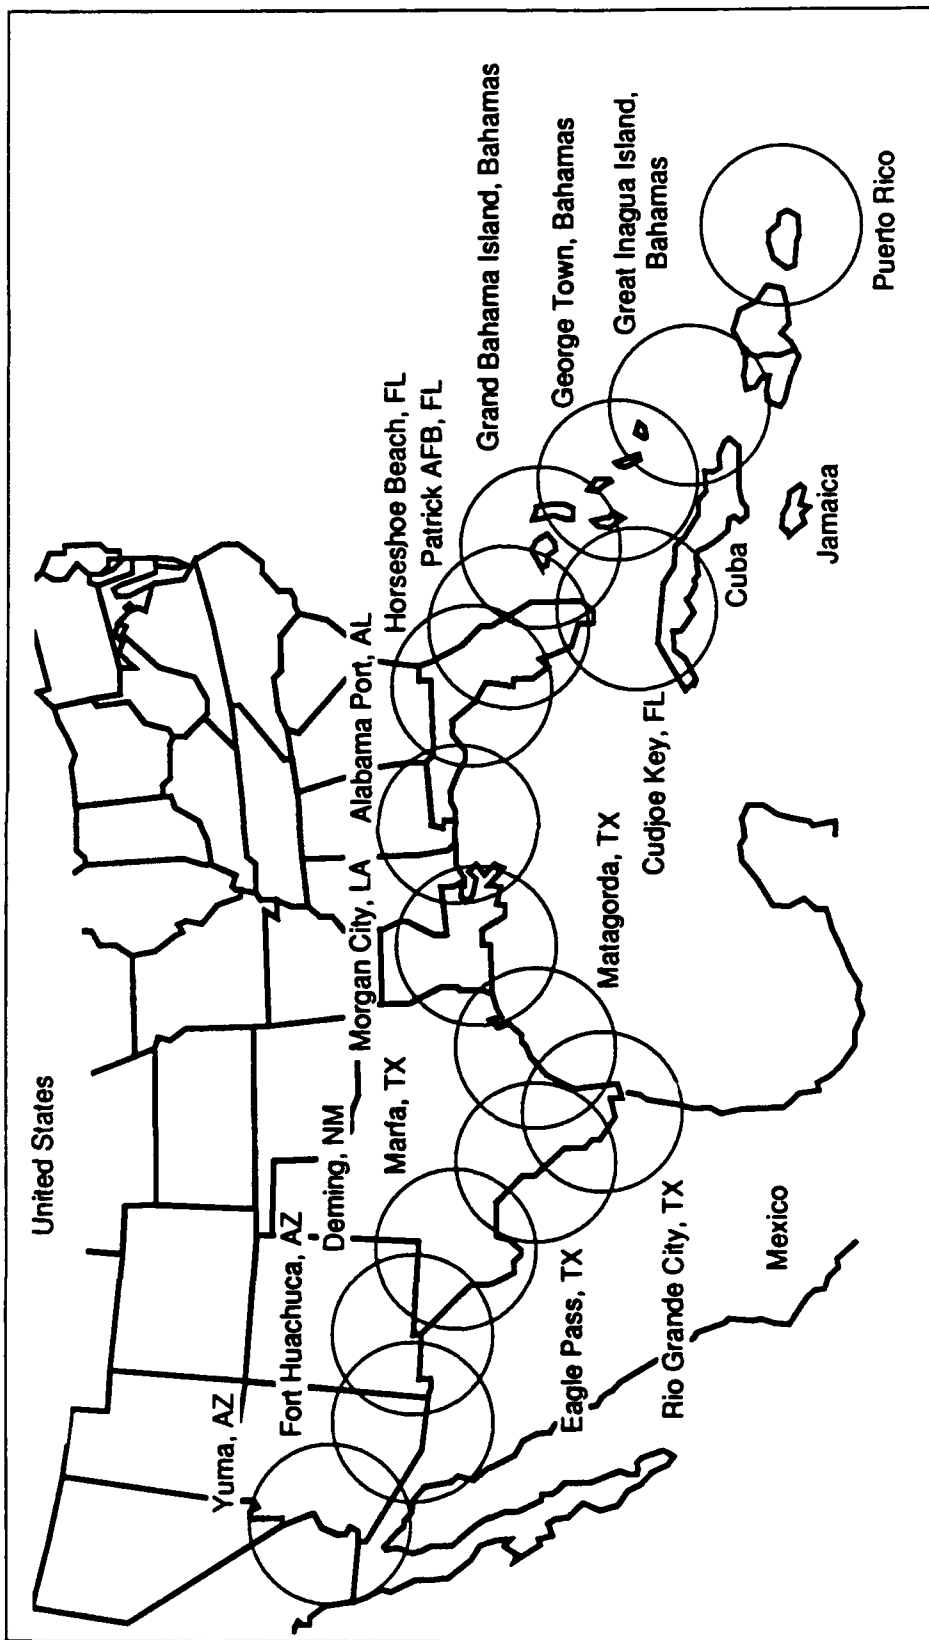 United States
Yuma, AZ
Fort Huachuca, AZ
Deming, NM
Marfa, TX
Morgan City, LA
Alabama Port, AL
Horseshoe Beach, FL
Patrick AFB, FL
Grand Bahama Island, Bahamas
George Town, Bahamas
Great Inagua Island,
Bahamas
Eagle Pass, TX
Rio Grande City, TX
Matagorda, TX
Cudjoe Key, FL
Mexico
Cuba
Jamaica
Puerto Rico